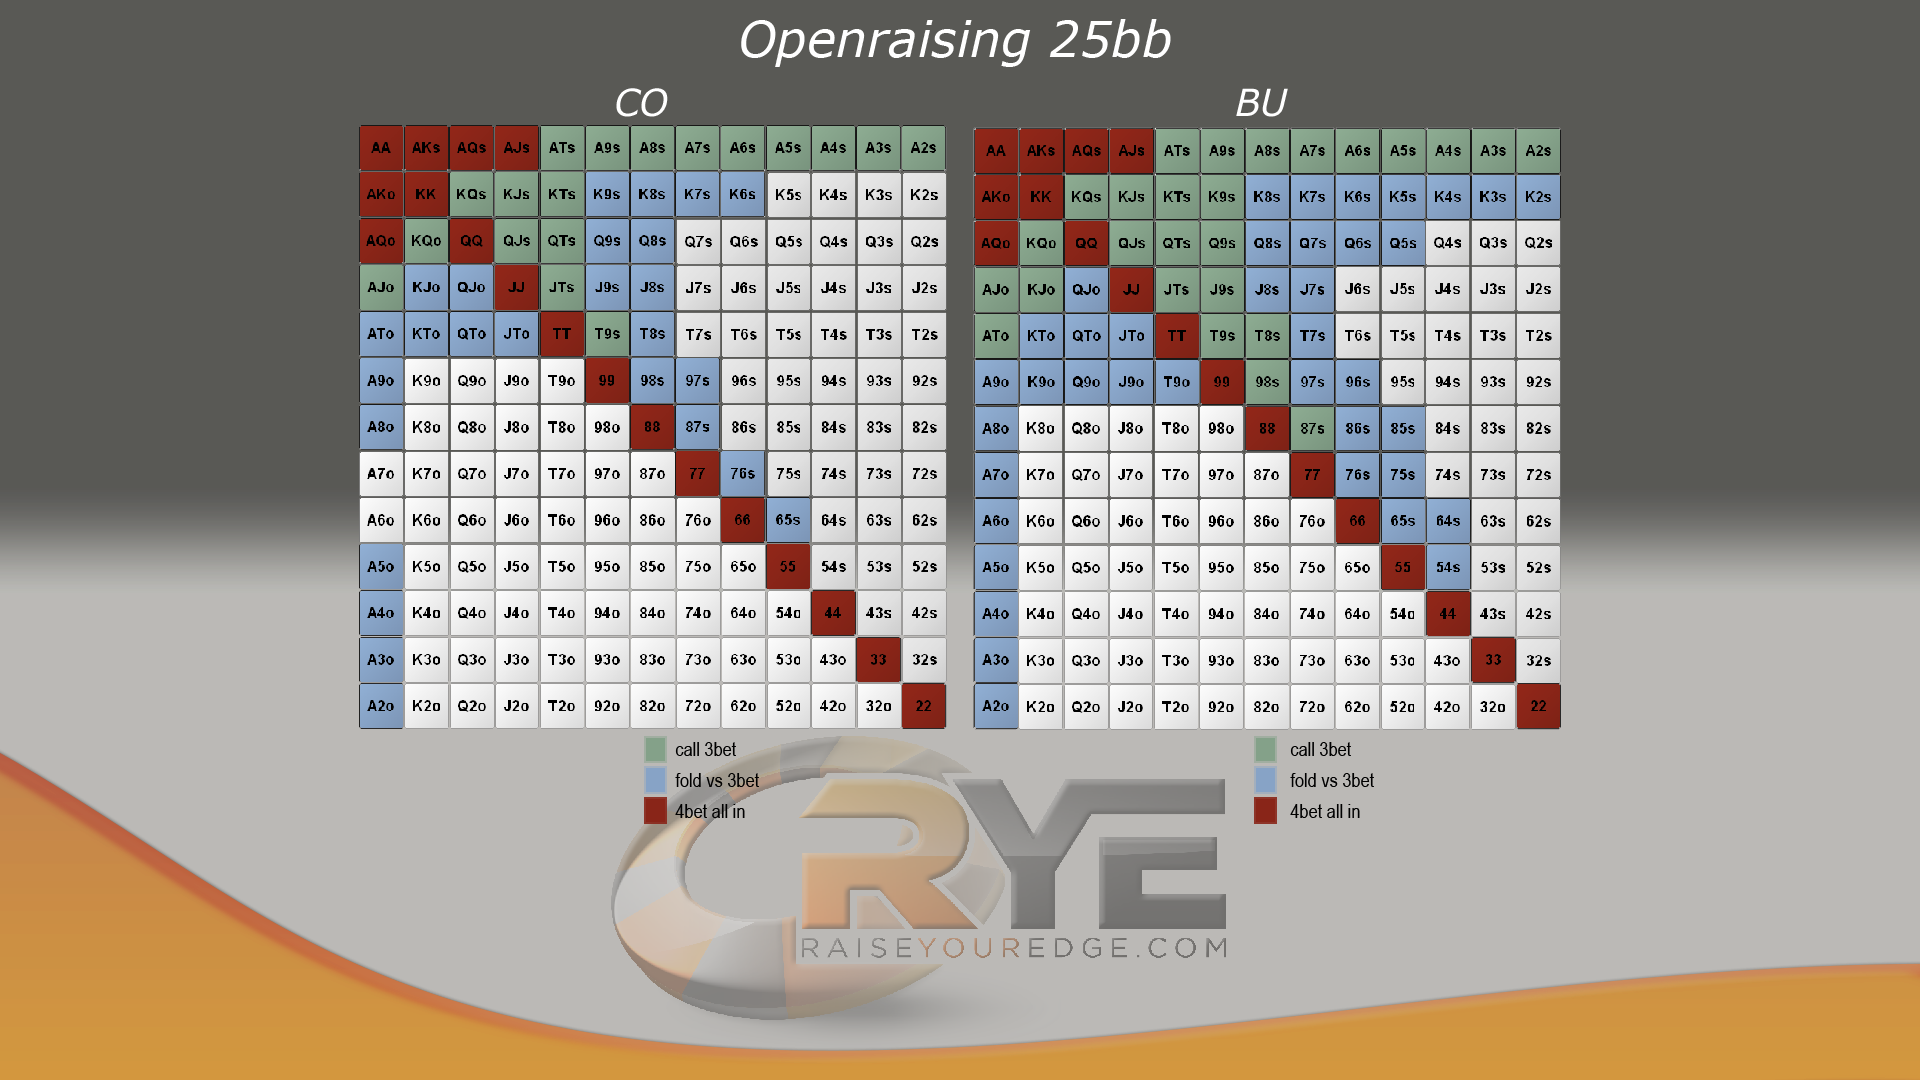 Openraising 25bb
CO
AA AKs AQs AJs ATs A9s A8s A7s A6s A5s A4s A3s A2s
AKo KK KQs KJs KTs K9s K8s K7s K6s K5s K4s K3s K2s
AQo KQo QQ QJs QTs Q9s Q8s Q7s Q6s Q5s Q4s Q3s Q2s
AJo KJo QJo JJ JTs J9s J8s J7s J6s J5s J4s J3s J2s
ATo KTo QTo JTo TT T9s T8s T7s T6s T5s T4s T3s T2s
A9o K9o Q9o J9o T9o 99 98s 97s 96s 95s 94s 93s 92s
A8o K8o Q8o J8o T8o 98o 88 87s 86s 85s 84s 83s 82s
A7o K7o Q7o J7o T7o 97o 87o 77 76s 75s 74s 73s 72s
A6o K6o Q6o J6o T6o 96o 86o 76o 66 65s 64s 63s 62s
A5o K5o Q5o J5o T5o 95o 85o 75o 65o 55 54s 53s 52s
A4o K4o Q4o J4o T4o 94o 84o 74o 64o 54o 44 43s 42s
A3o K3o Q3o J3o T3o 93o 83o 73o 63o 53o 43o 33 32s
A2o K2o Q2o J2o T2o 92o 82o 72o 62o 52o 42o 32o 22
call 3bet
fold vs 3bet
4bet all in
BU
AA AKs AQs AJs ATs A9s A8s A7s A6s A5s A4s A3s A2s
AKo KK KQs KJs KTs K9s K8s K7s K6s K5s K4s K3s K2s
AQo KQo QQ QJs QTs Q9s Q8s Q7s Q6s Q5s Q4s Q3s Q2s
AJo KJo QJo JJ JTs J9s J8s J7s J6s J5s J4s J3s J2s
ATo KTo QTo JTo TT T9s T8s T7s T6s T5s T4s T3s T2s
A9o K9o Q9o J9o T9o 99 98s 97s 96s 95s 94s 93s 92s
A8o K8o Q8o J8o T8o 98o 88 87s 86s 85s 84s 83s 82s
A7o K7o Q7o J7o T7o 97o 87o 77 76s 75s 74s 73s 72s
A6o K6o Q6o J6o T6o 96o 86o 76o 66 65s 64s 63s 62s
A5o K5o Q5o J5o T5o 95o 85o 75o 65o 55 54s 53s 52s
A4o K4o Q4o J4o T4o 94o 84o 74o 64o 54o 44 43s 42s
A3o K3o Q3o J3o T3o 93o 83o 73o 63o 53o 43o 33 32s
A2o K2o Q2o J2o T2o 92o 82o 72o 62o 52o 42o 32o 22
call 3bet
fold vs 3bet
4bet all in
RYE
RAISEYOUREDGE.COM